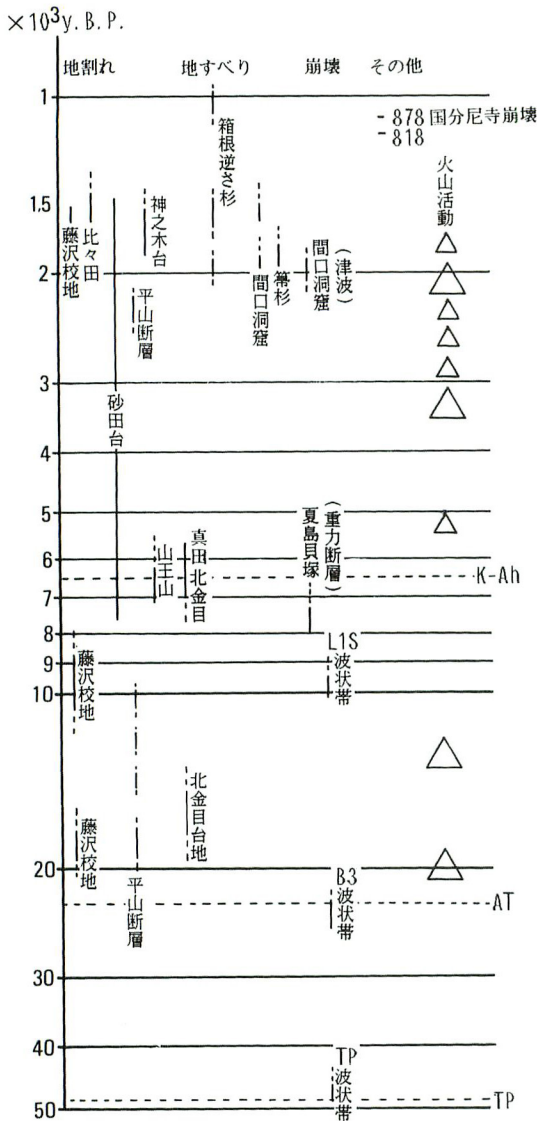 ×10³y.B.P.
地割れ 地すべり 崩壊 その他
1
878 国分尼寺崩壊
818
箱根逆さ杉
火山活動
1.5
神之木台
藤沢校地
比々田
間口洞窟
(津波)
箒杉
間口洞窟
2
平山断層
3
砂田台
4
5
真田北金目
夏島貝塚
(重力断層)
山王山
6
K-Ah
7
8
L1S
波状帯
藤沢校地
9
10
北金目台地
藤沢校地
20
B3
波状帯
平山断層
AT
30
40
TP
波状帯
TP
50